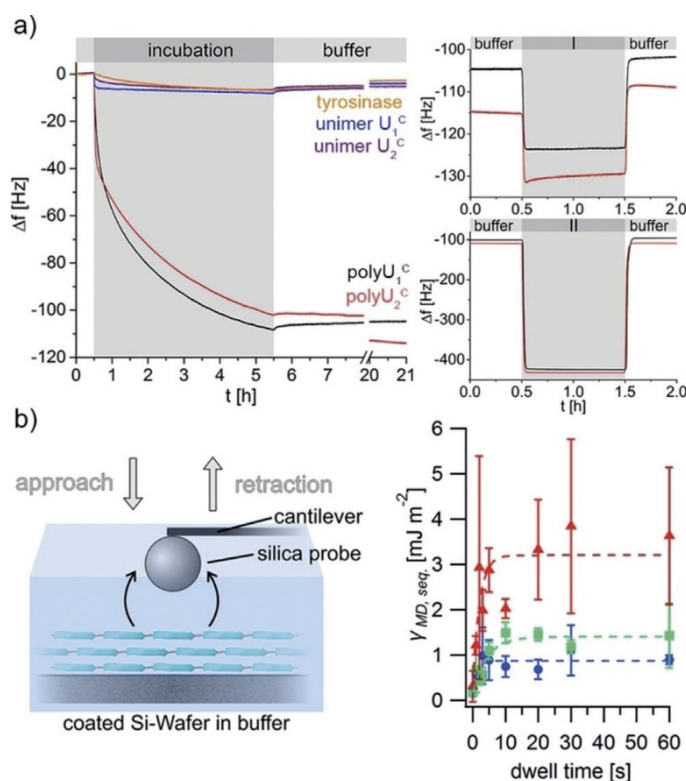 a)
incubation buffer
tyrosinase
unimer U₁ᶜ
unimer U₂ᶜ
polyU₁ᶜ
polyU₂ᶜ
Δf [Hz]
0
-20
-40
-60
-80
-100
-120
1 2 3 4 5 6 7 20 21
t [h]
buffer I buffer
Δf [Hz]
-100
-110
-120
-130
0.0 0.5 1.0 1.5 2.0
buffer II buffer
Δf [Hz]
-100
-200
-300
-400
0.0 0.5 1.0 1.5 2.0
t [h]
b)
approach retraction
cantilever
silica probe
coated Si-Wafer in buffer
γ MD, seq. [mJ m⁻²]
6
5
4
3
2
1
0
0 10 20 30 40 50 60
dwell time [s]